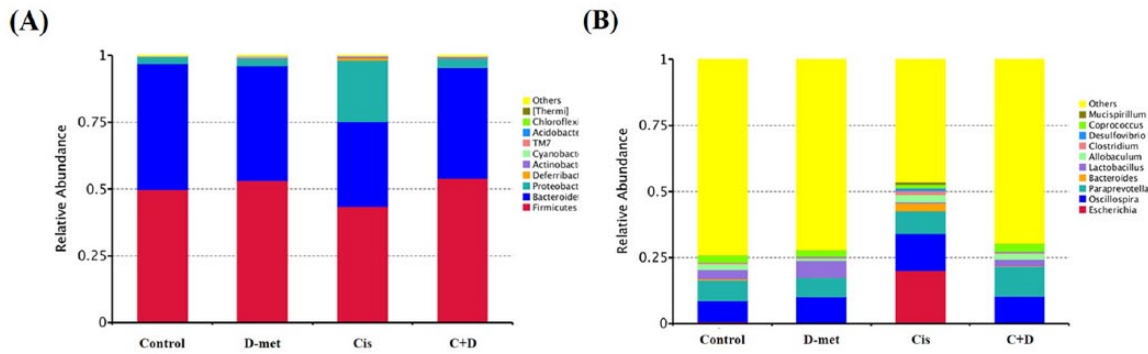 (A)
Relative Abundance
1
0.75
0.5
0.25
0
Control D-met Cis C+D
Others
[Thermi]
Chloroflexi
Acidobacte
TM7
Cyanobacte
Actinobacte
Deferribact
Proteobact
Bacteroidet
Firmicutes
(B)
Relative Abundance
1
0.75
0.5
0.25
0
Control D-met Cis C+D
Others
Mucispirillum
Coprococcus
Desulfovibrio
Clostridium
Allobaculum
Lactobacillus
Bacteroides
Paraprevotella
Oscillospira
Escherichia